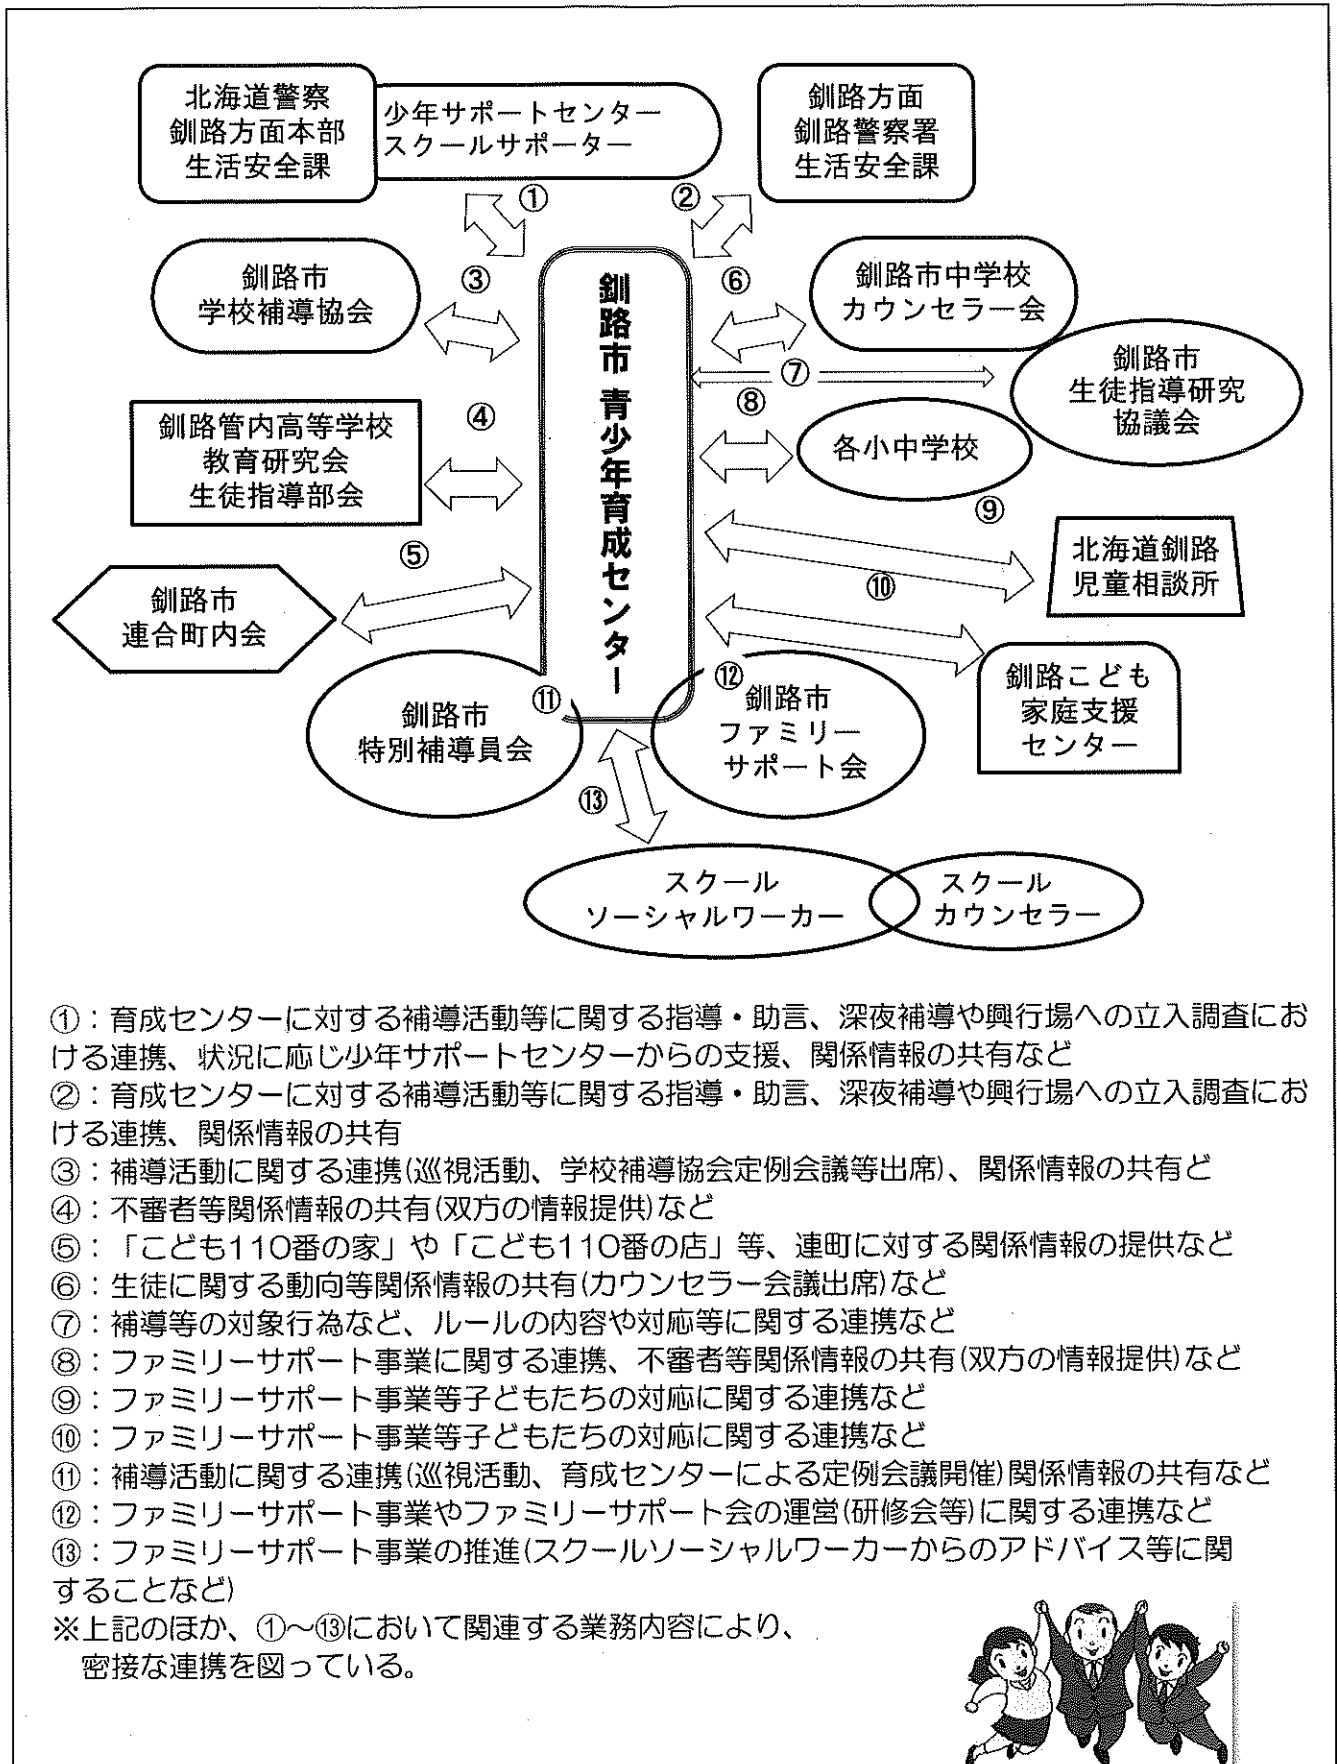 北海道警察
釧路方面本部
生活安全課
少年サポートセンター
スクールサポーター
釧路方面
釧路警察署
生活安全課
①
②
釧路市
学校補導協会
③
⑥
釧路市中学校
カウンセラー会
釧路市 青少年育成センター
⑦
釧路市
生徒指導研究
協議会
釧路管内高等学校
教育研究会
生徒指導部会
④
⑧
各小中学校
⑤
⑨
北海道釧路
児童相談所
⑩
釧路市
連合町内会
⑪
釧路市
特別補導員会
⑫
釧路市
ファミリー
サポート会
釧路こども
家庭支援
センター
⑬
スクール
ソーシャルワーカー
スクール
カウンセラー
①:育成センターに対する補導活動等に関する指導・助言、深夜補導や興行場への立入調査にお
ける連携、状況に応じ少年サポートセンターからの支援、関係情報の共有など
②:育成センターに対する補導活動等に関する指導・助言、深夜補導や興行場への立入調査にお
ける連携、関係情報の共有
③:補導活動に関する連携(巡視活動、学校補導協会定例会議等出席)、関係情報の共有ど
④:不審者等関係情報の共有(双方の情報提供)など
⑤:「こども110番の家」や「こども110番の店」等、連町に対する関係情報の提供など
⑥:生徒に関する動向等関係情報の共有(カウンセラー会議出席)など
⑦:補導等の対象行為など、ルールの内容や対応等に関する連携など
⑧:ファミリーサポート事業に関する連携、不審者等関係情報の共有(双方の情報提供)など
⑨:ファミリーサポート事業等子どもたちの対応に関する連携など
⑩:ファミリーサポート事業等子どもたちの対応に関する連携など
⑪:補導活動に関する連携(巡視活動、育成センターによる定例会議開催)関係情報の共有など
⑫:ファミリーサポート事業やファミリーサポート会の運営(研修会等)に関する連携など
⑬:ファミリーサポート事業の推進(スクールソーシャルワーカーからのアドバイス等に関
することなど)
※上記のほか、①~⑬において関連する業務内容により、
密接な連携を図っている。